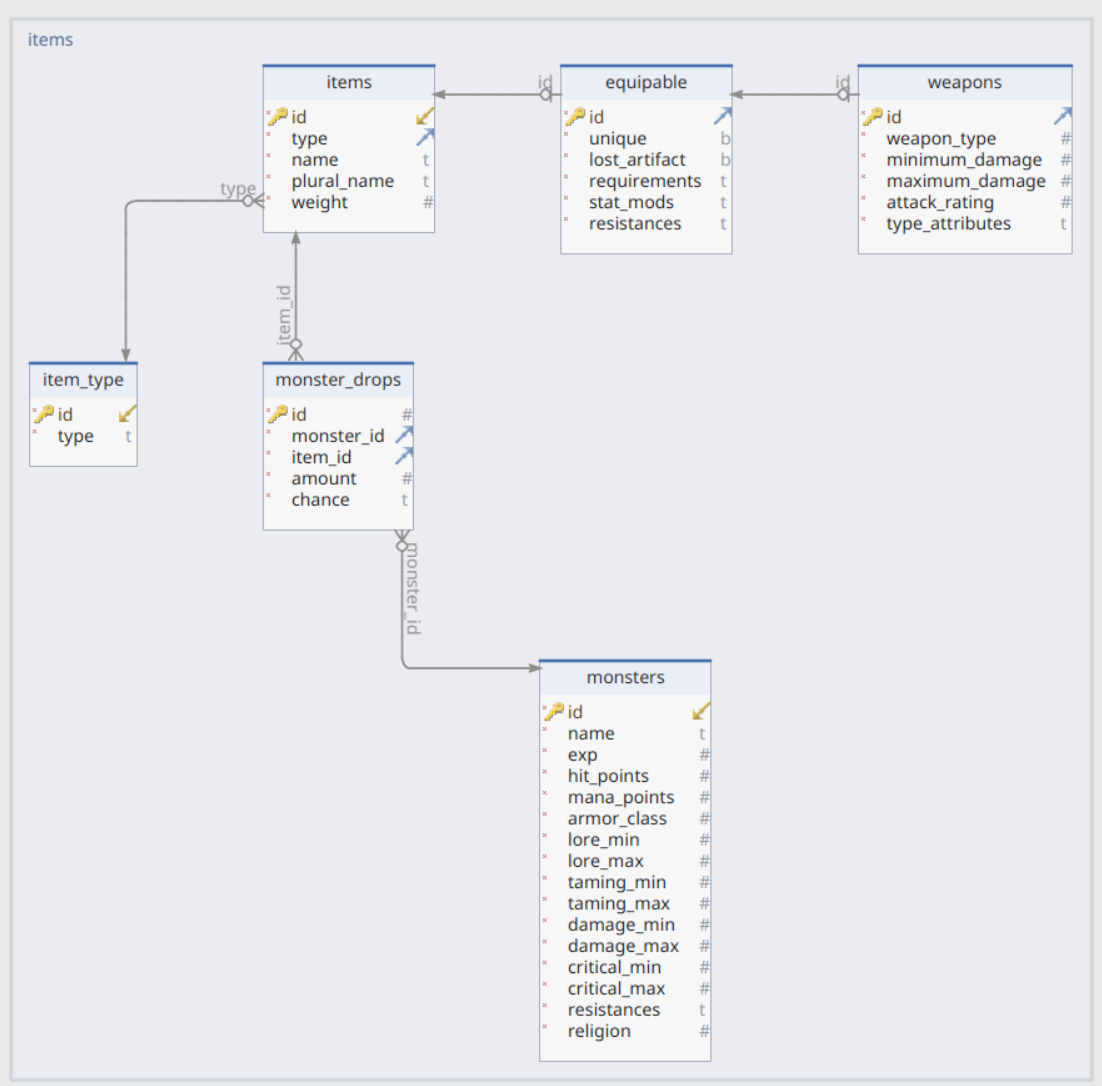 items
items
id
type
name t
plural_name t
weight #
id
equipable
id
unique b
lost_artifact b
requirements t
stat_mods t
resistances t
id
weapons
id
weapon_type #
minimum_damage #
maximum_damage #
attack_rating #
type_attributes t
type
item_id
item_type
id
type t
monster_drops
id #
monster_id
item_id
amount #
chance t
monster_id
monsters
id
name t
exp #
hit_points #
mana_points #
armor_class #
lore_min #
lore_max #
taming_min #
taming_max #
damage_min #
damage_max #
critical_min #
critical_max #
resistances t
religion #